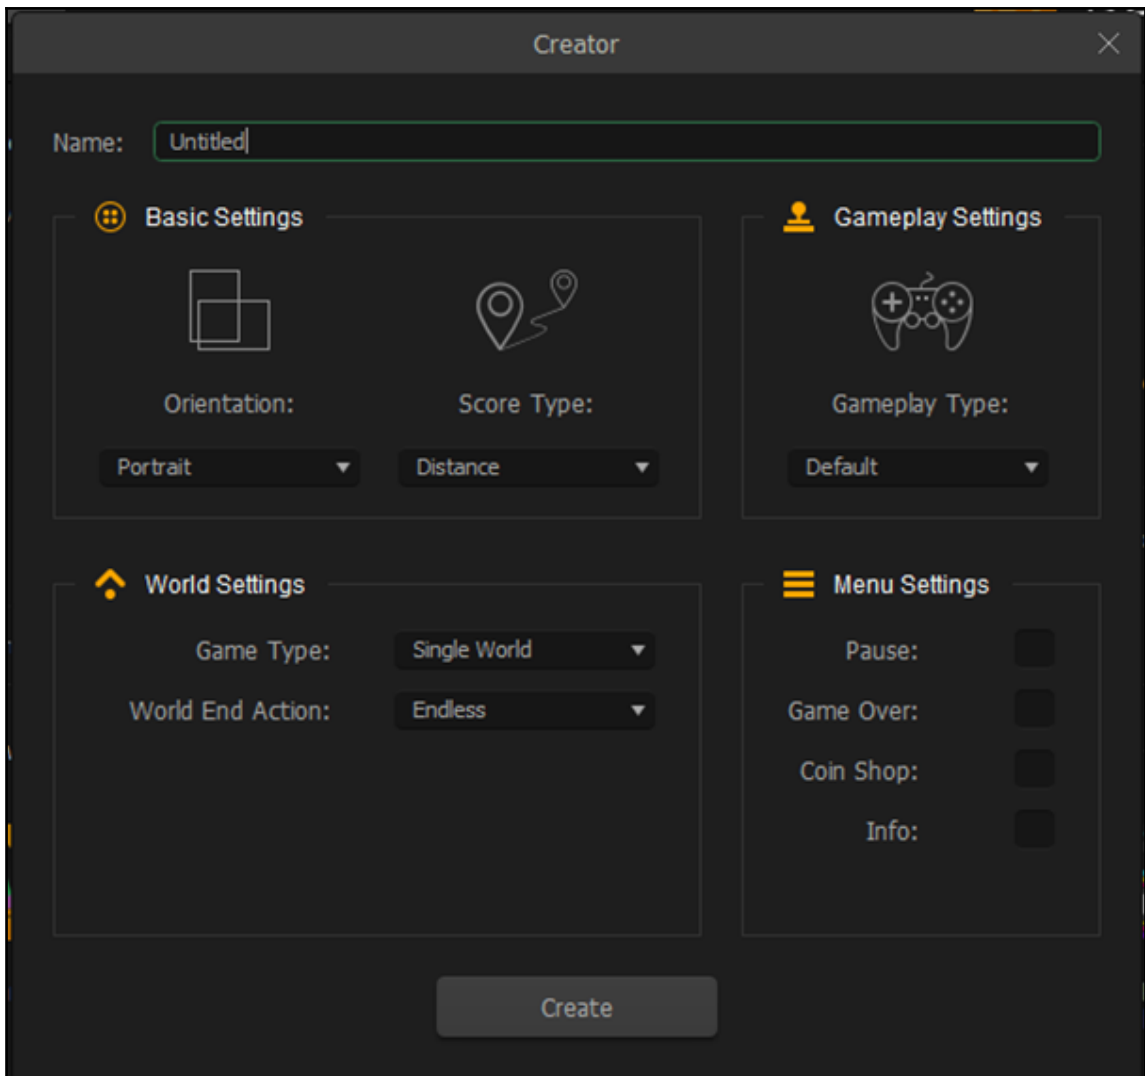 Creator
Name: Untitled
Basic Settings
Orientation: Score Type:
Portrait Distance
Gameplay Settings
Gameplay Type:
Default
World Settings
Game Type: Single World
World End Action: Endless
Menu Settings
Pause:
Game Over:
Coin Shop:
Info:
Create